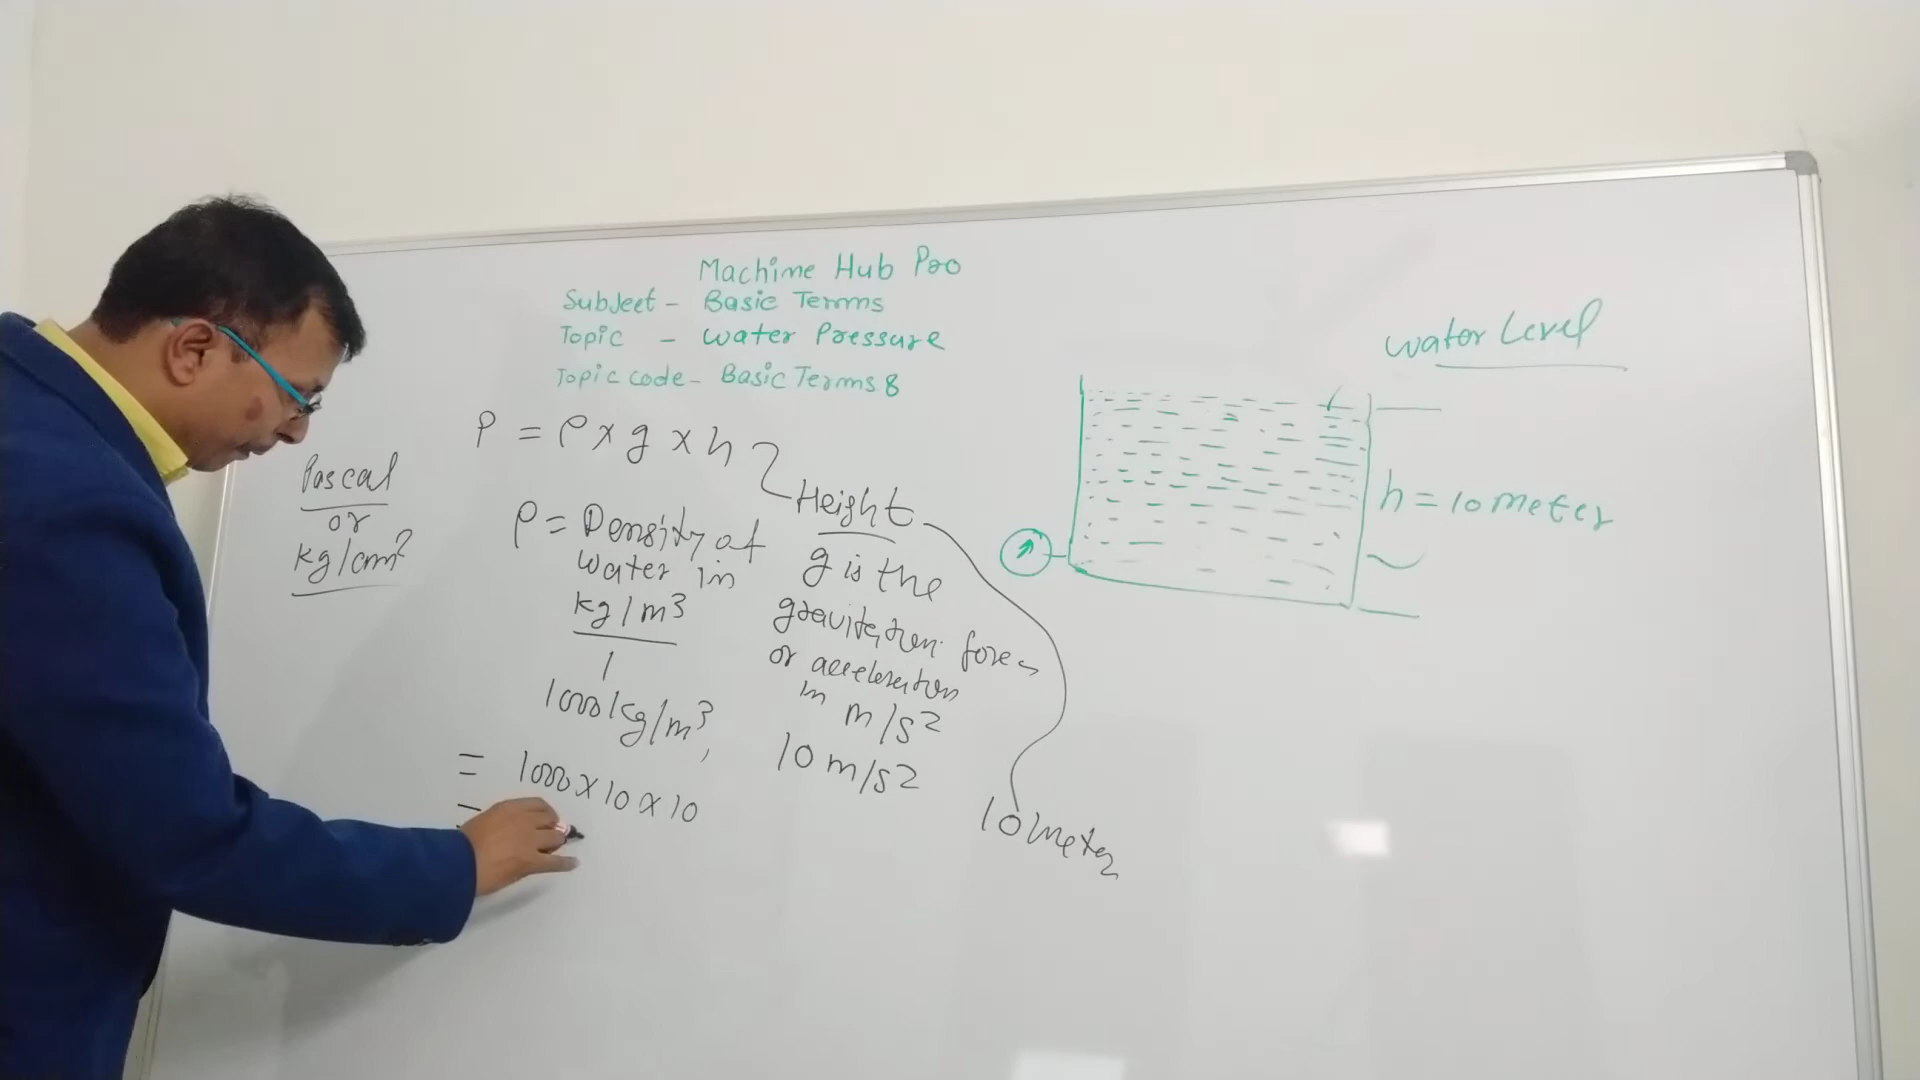 Machine Hub Pro
Subject - Basic Terms
Topic - Water Pressure
Topic code - Basic Terms 8
P = ρ x g x h
Height
Pascal
or
kg/cm²
ρ = Density of
water in
kg/m³
1000 kg/m³,
g is the
gravitation force
or acceleration
in m/s²
10 m/s²
10 meter
= 1000 x 10 x 10
=
Water Level
h = 10 meter